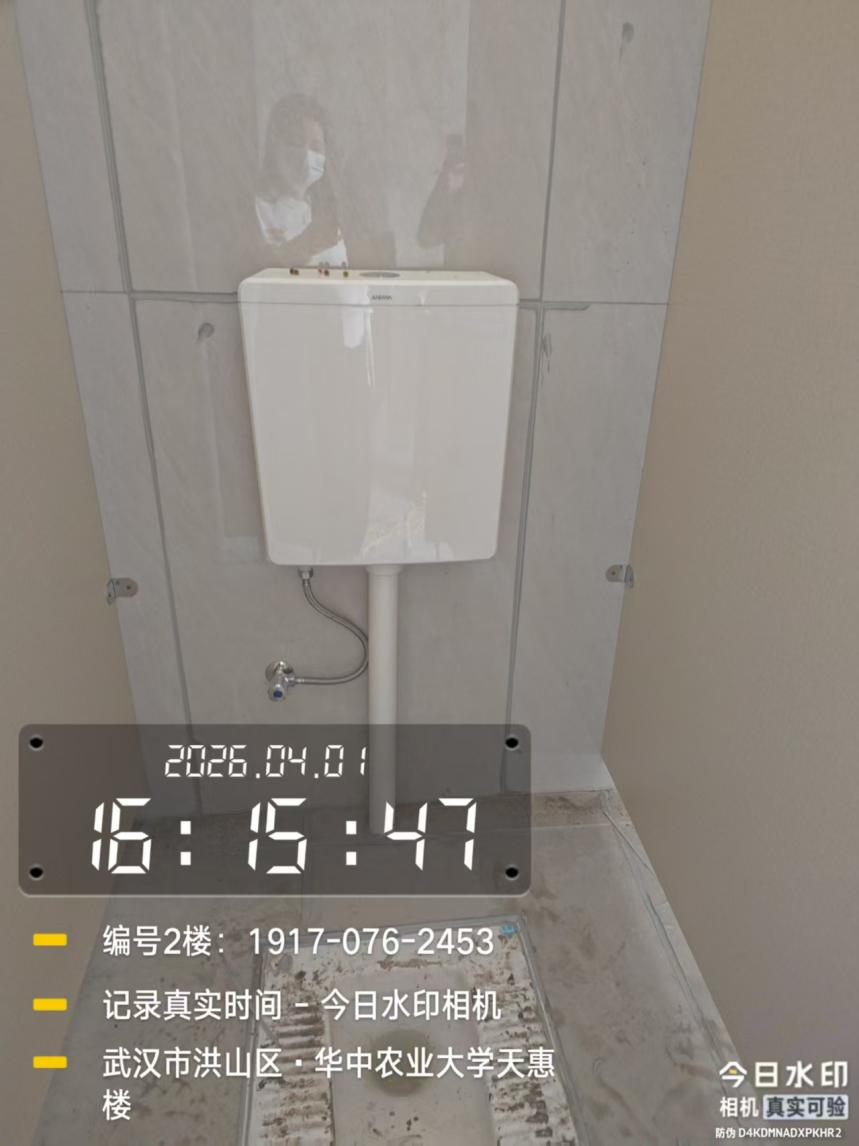 2026.04.01
16:15:47
编号2楼：1917-076-2453
记录真实时间 - 今日水印相机
武汉市洪山区·华中农业大学天惠
楼
今日水印
相机 真实可验
防伪 D4KDMNADXPKHR2